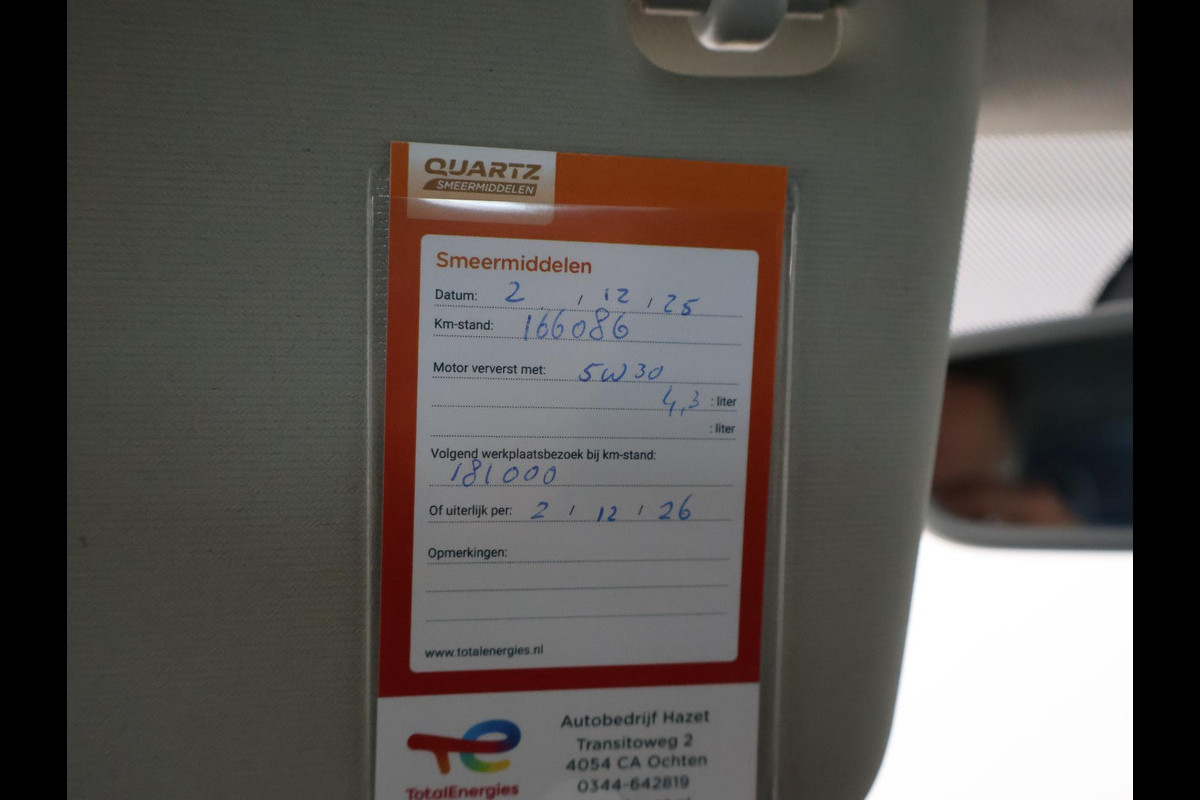 QUARTZ
SMEERMIDDELEN
Smeermiddelen
Datum: 2 / 12 / 25
Km-stand: 166086
Motor ververst met: 5W30
4,3 : liter
: liter
Volgend werkplaatsbezoek bij km-stand:
181000
Of uiterlijk per: 2 / 12 / 26
Opmerkingen:
www.totalenergies.nl
Autobedrijf Hazet
Transitoweg 2
4054 CA Ochten
0344-642819
TotalEnergies